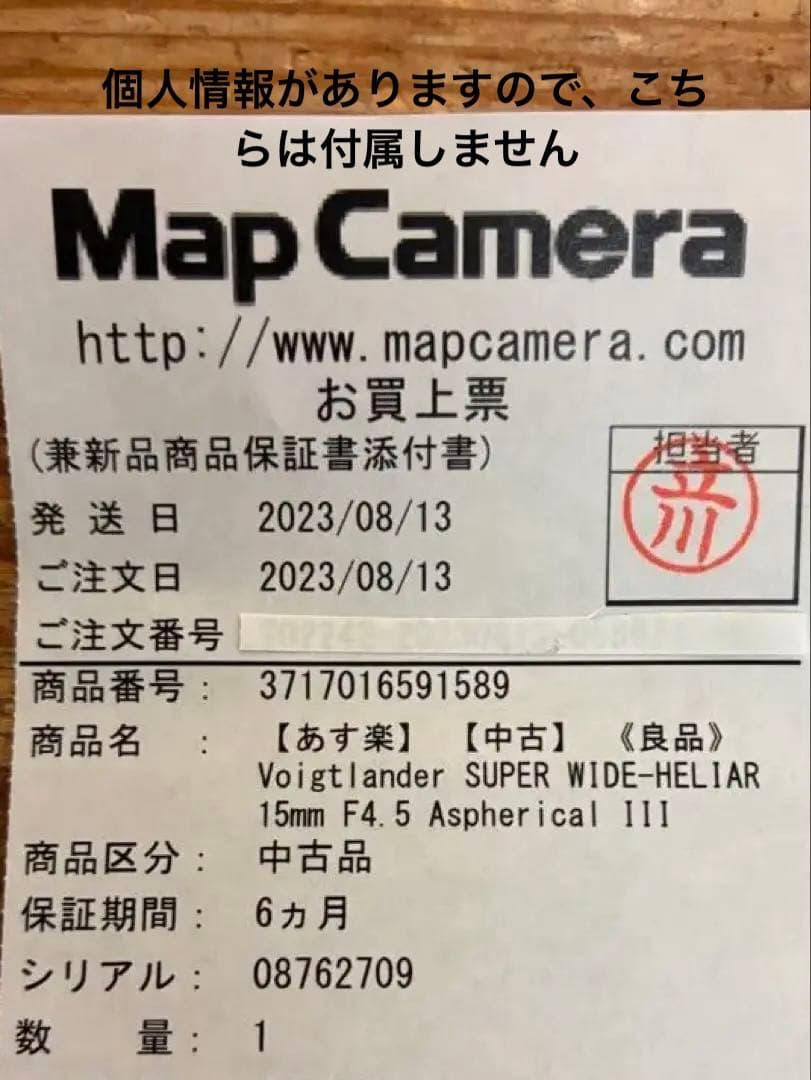 個人情報がありますので、こち
らは付属しません
Map Camera
http://www.mapcamera.com
お買上票
(兼新品商品保証書添付書)
担当者
立川
発送日 2023/08/13
ご注文日 2023/08/13
ご注文番号
商品番号: 3717016591589
商品名 : 【あす楽】 【中古】 《良品》
Voigtlander SUPER WIDE-HELIAR
15mm F4.5 Aspherical III
商品区分: 中古品
保証期間: 6ヵ月
シリアル: 08762709
数量: 1